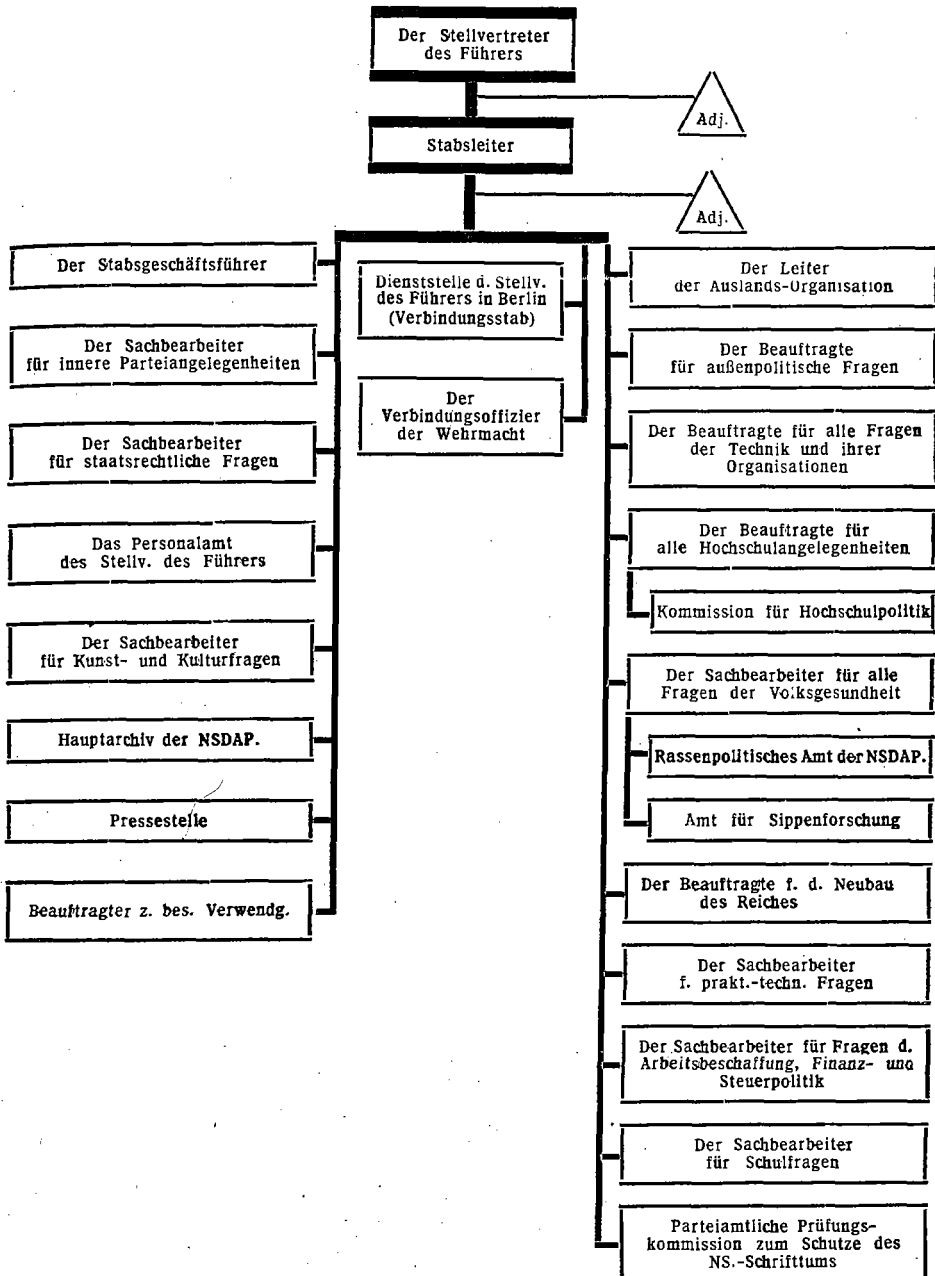 Der Stellvertreter
des Führers
Adj.
Stabsleiter
Adj.
Der Stabsgeschäftsführer
Der Sachbearbeiter
für innere Parteiangelegenheiten
Der Sachbearbeiter
für staatsrechtliche Fragen
Das Personalamt
des Stellv. des Führers
Der Sachbearbeiter
für Kunst- und Kulturfragen
Hauptarchiv der NSDAP.
Pressestelle
Beauftragter z. bes. Verwendg.
Dienststelle d. Stellv.
des Führers in Berlin
(Verbindungsstab)
Der
Verbindungsoffizier
der Wehrmacht
Der Leiter
der Auslands-Organisation
Der Beauftragte
für außenpolitische Fragen
Der Beauftragte für alle Fragen
der Technik und ihrer
Organisationen
Der Beauftragte für
alle Hochschulangelegenheiten
Kommission für Hochschulpolitik
Der Sachbearbeiter für alle
Fragen der Volksgesundheit
Rassenpolitisches Amt der NSDAP.
Amt für Sippenforschung
Der Beauftragte f. d. Neubau
des Reiches
Der Sachbearbeiter
f. prakt.-techn. Fragen
Der Sachbearbeiter für Fragen d.
Arbeitsbeschaffung, Finanz- und
Steuerpolitik
Der Sachbearbeiter
für Schulfragen
Parteiamtliche Prüfungs-
kommission zum Schutze des
NS.-Schrifttums